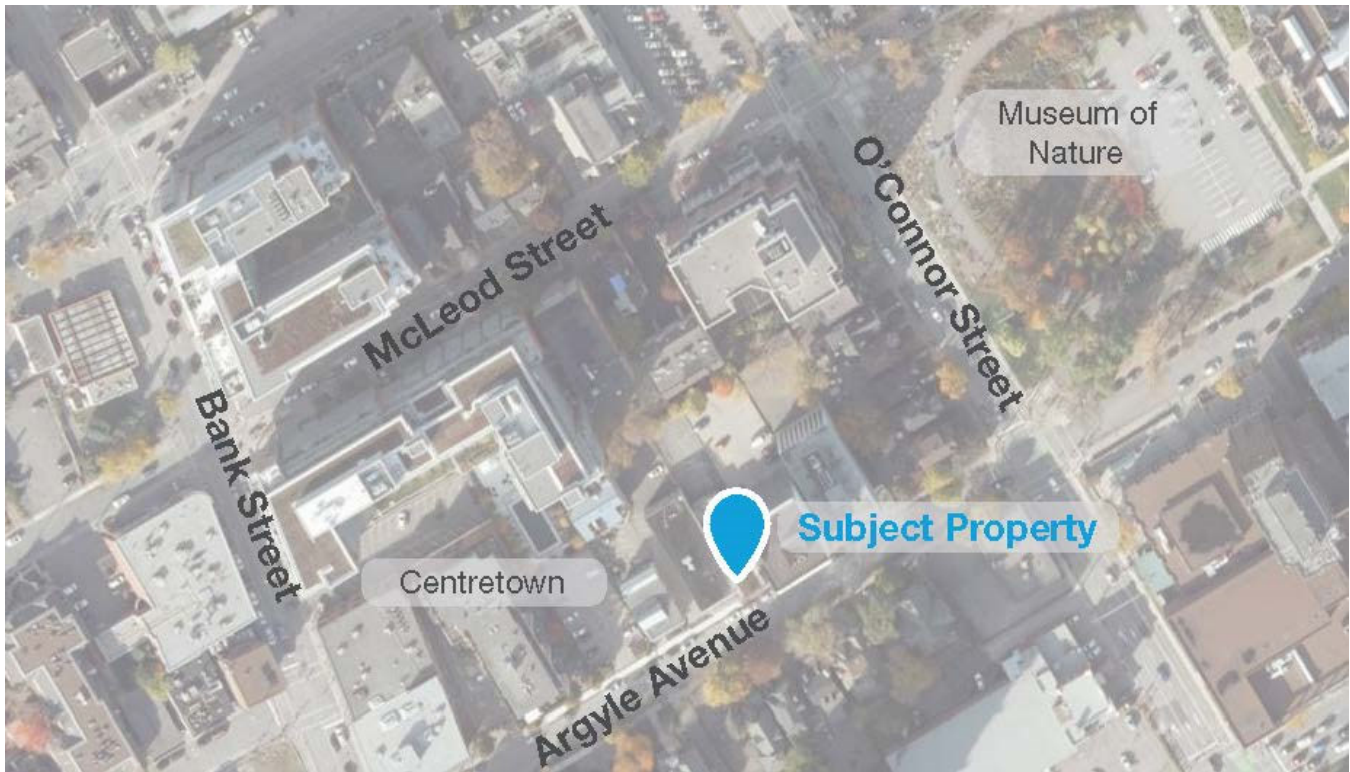 Museum of
Nature
O'Connor Street
McLeod Street
Bank Street
Subject Property
Centretown
Argyle Avenue